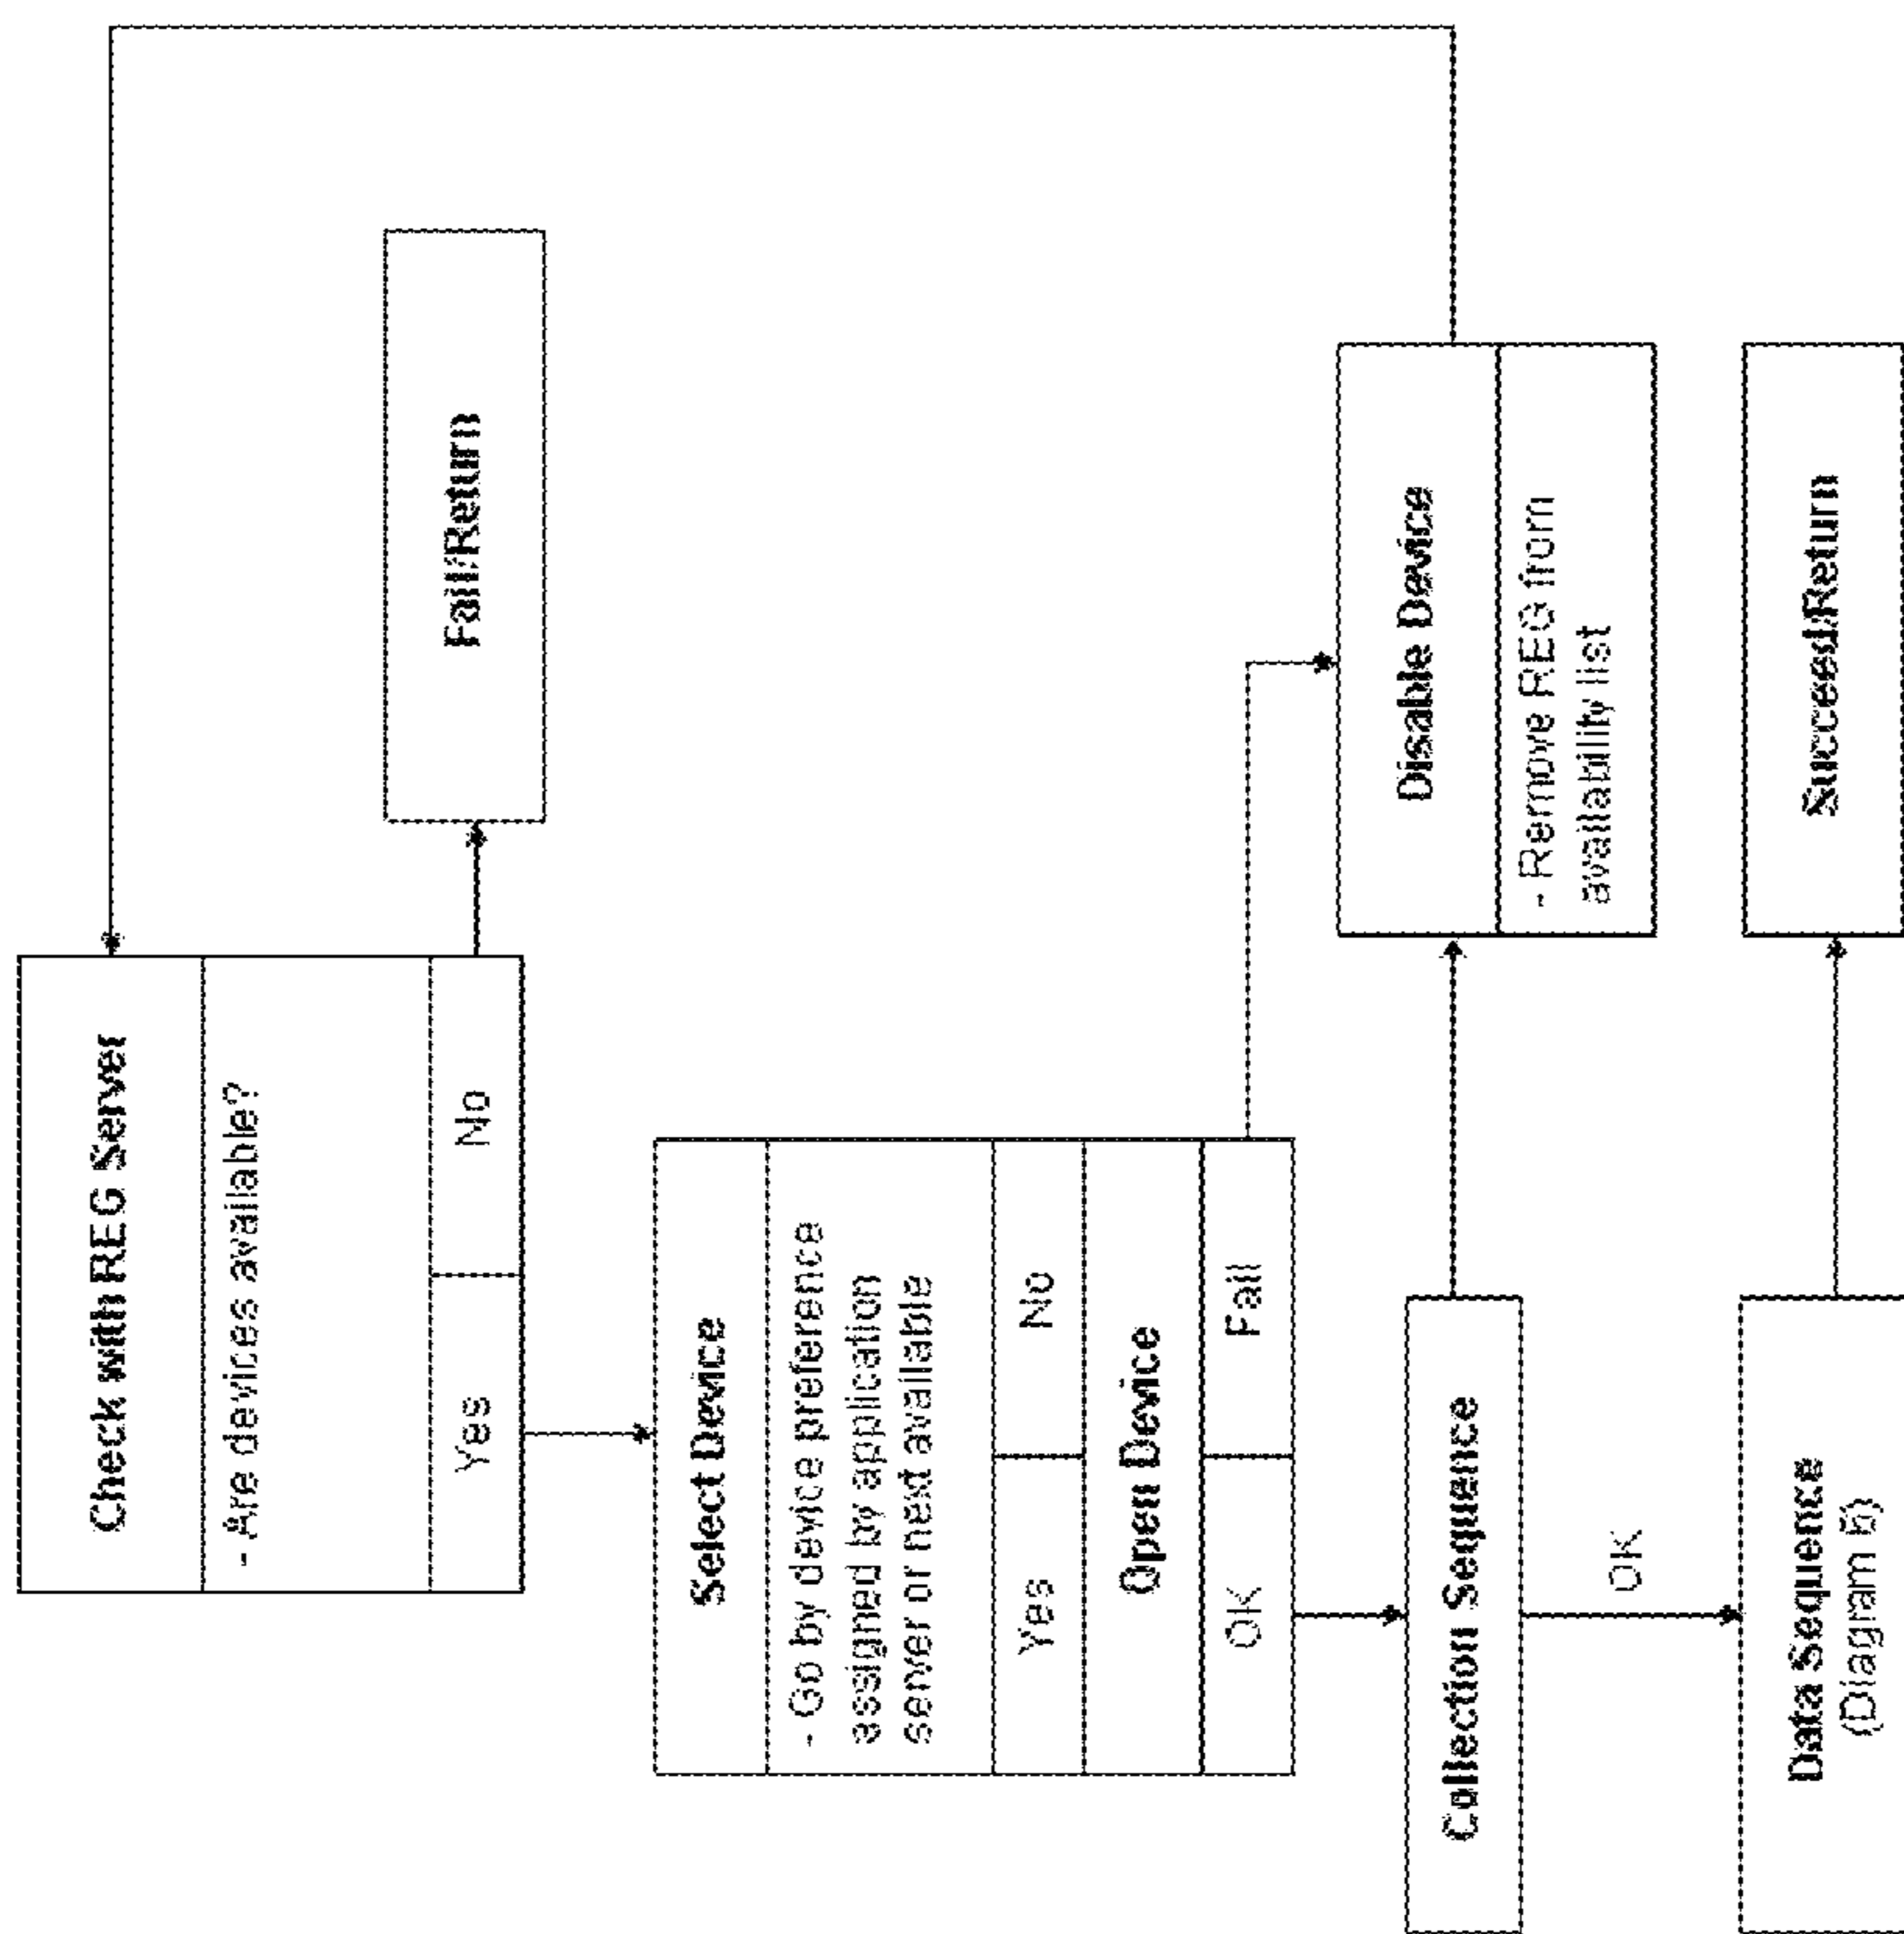 Check with REG Server
- Are devices available?
Yes
No
Fail/Return
Select Device
- Go by device preference
assigned by application
server or next available
Yes
No
Open Device
OK
Fail
Disable Device
- Remove REG from
availability list
Collection Sequence
OK
Data Sequence
(Diagram 5)
Succeed/Return